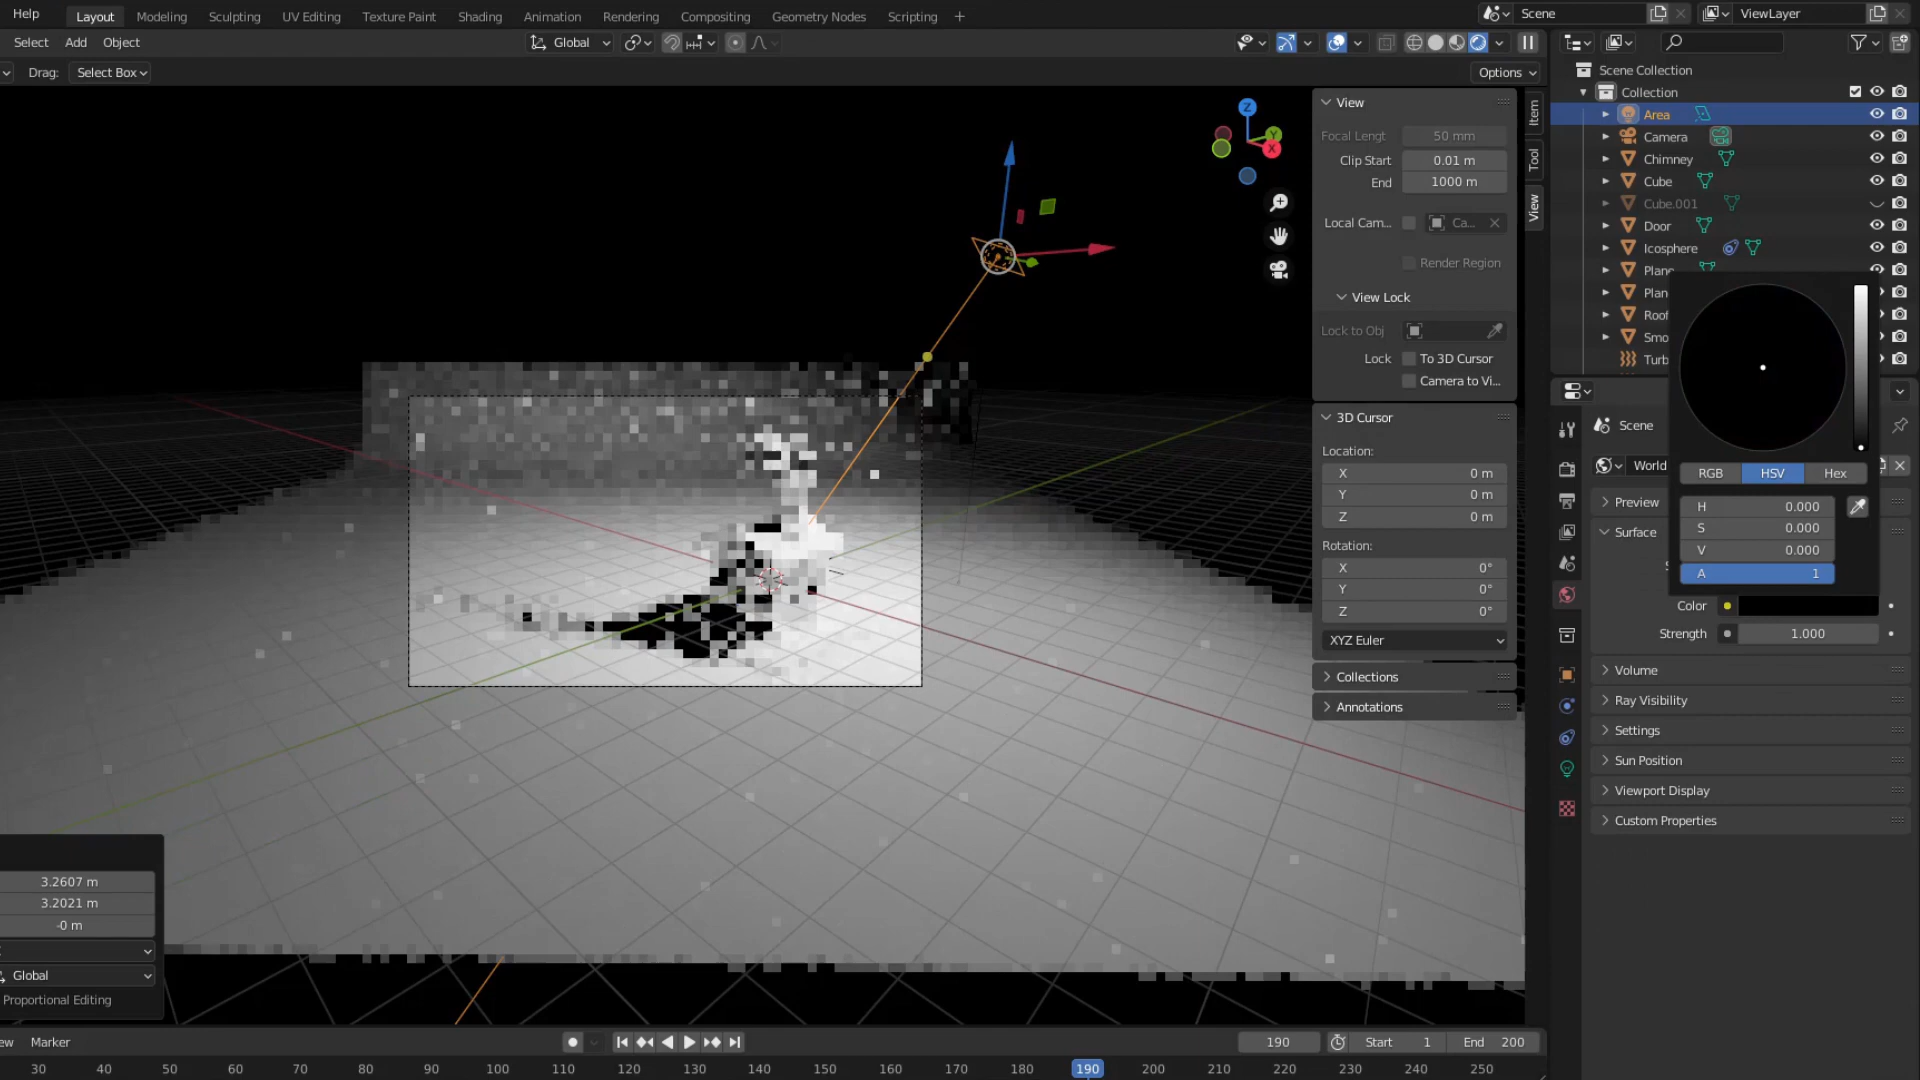 Help
Layout
Modeling
Sculpting
UV Editing
Texture Paint
Shading
Animation
Rendering
Compositing
Geometry Nodes
Scripting
+
Scene
ViewLayer
Select
Add
Object
Global
Drag:
Select Box
Options
Scene Collection
Collection
Area
Camera
Chimney
Cube
Cube.001
Door
Icosphere
Plane
Plan
Roof
Smo
Turb
Z
Y
X
View
Focal Lengt
50 mm
Clip Start
0.01 m
End
1000 m
Local Cam...
Ca...
Render Region
View Lock
Lock to Obj
Lock
To 3D Cursor
Camera to Vi...
3D Cursor
Location:
X 0 m
Y 0 m
Z 0 m
Rotation:
X 0°
Y 0°
Z 0°
XYZ Euler
Collections
Annotations
Item
Tool
View
Scene
World
RGB
HSV
Hex
H 0.000
S 0.000
V 0.000
A 1
Preview
Surface
Color
Strength
1.000
Volume
Ray Visibility
Settings
Sun Position
Viewport Display
Custom Properties
3.2607 m
3.2021 m
-0 m
Global
Proportional Editing
ew
Marker
190
Start 1
End 200
30
40
50
60
70
80
90
100
110
120
130
140
150
160
170
180
190
200
210
220
230
240
250